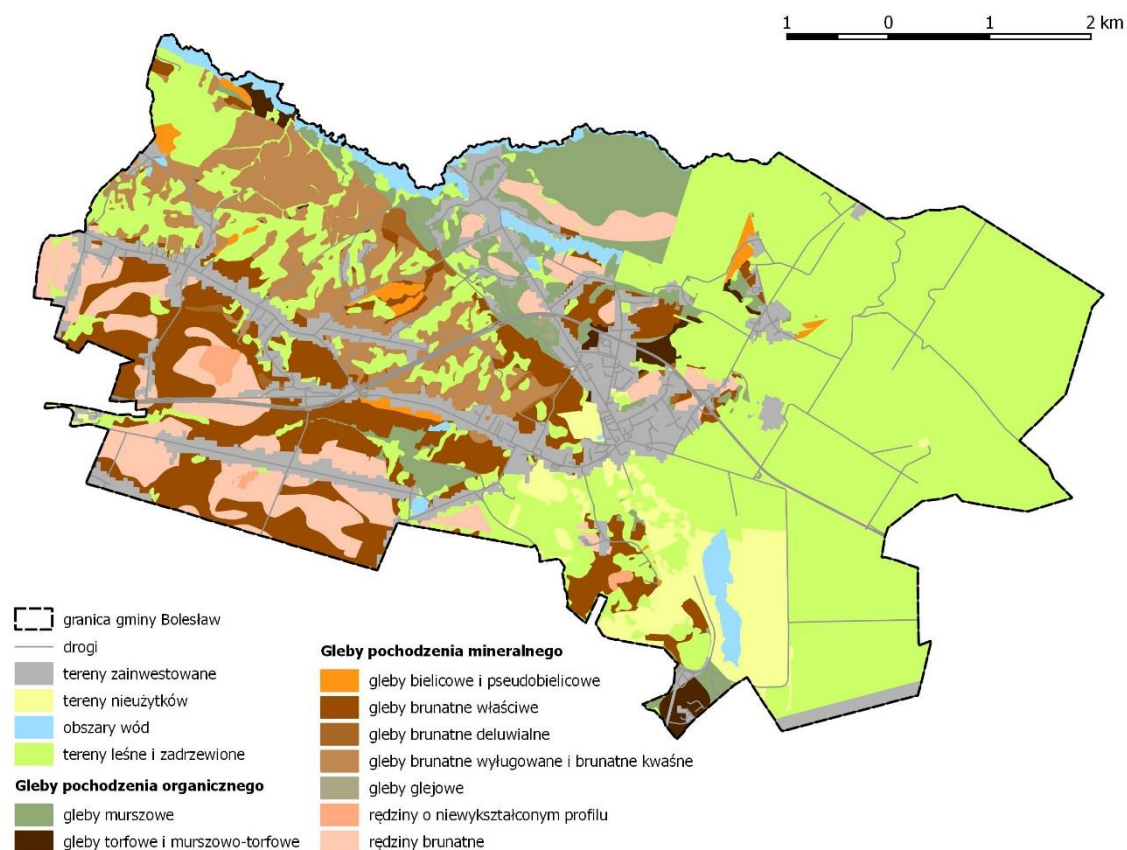 1 0 1 2 km
granica gminy Bolesław
drogi
tereny zainwestowane
tereny nieużytków
obszary wód
tereny leśne i zadrzewione
Gleby pochodzenia organicznego
gleby murszowe
gleby torfowe i murszowo-torfowe
Gleby pochodzenia mineralnego
gleby bielicowe i pseudobielicowe
gleby brunatne właściwe
gleby brunatne deluwialne
gleby brunatne wyługowane i brunatne kwaśne
gleby glejowe
rędziny o niewykształconym profilu
rędziny brunatne